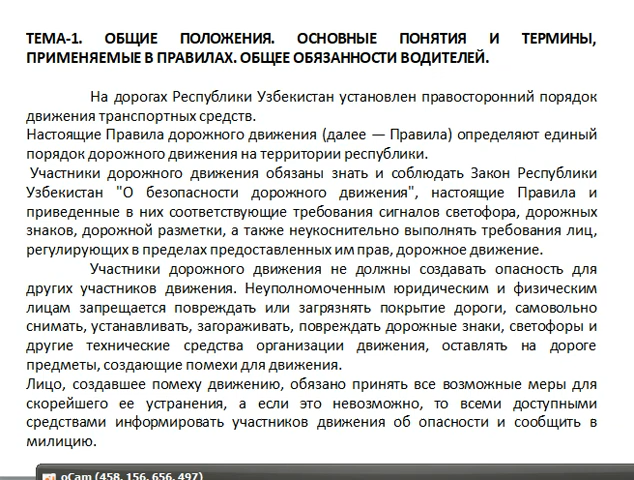 ТЕМА-1. ОБЩИЕ ПОЛОЖЕНИЯ. ОСНОВНЫЕ ПОНЯТИЯ И ТЕРМИНЫ,
ПРИМЕНЯЕМЫЕ В ПРАВИЛАХ. ОБЩЕЕ ОБЯЗАННОСТИ ВОДИТЕЛЕЙ.
На дорогах Республики Узбекистан установлен правосторонний порядок
движения транспортных средств.
Настоящие Правила дорожного движения (далее — Правила) определяют единый
порядок дорожного движения на территории республики.
Участники дорожного движения обязаны знать и соблюдать Закон Республики
Узбекистан "О безопасности дорожного движения", настоящие Правила и
приведенные в них соответствующие требования сигналов светофора, дорожных
знаков, дорожной разметки, а также неукоснительно выполнять требования лиц,
регулирующих в пределах предоставленных им прав, дорожное движение.
Участники дорожного движения не должны создавать опасность для
других участников движения. Неуполномоченным юридическим и физическим
лицам запрещается повреждать или загрязнять покрытие дороги, самовольно
снимать, устанавливать, загораживать, повреждать дорожные знаки, светофоры и
другие технические средства организации движения, оставлять на дороге
предметы, создающие помехи для движения.
Лицо, создавшее помеху движению, обязано принять все возможные меры для
скорейшего ее устранения, а если это невозможно, то всеми доступными
средствами информировать участников движения об опасности и сообщить в
милицию.
oCam (458, 156, 656, 497)